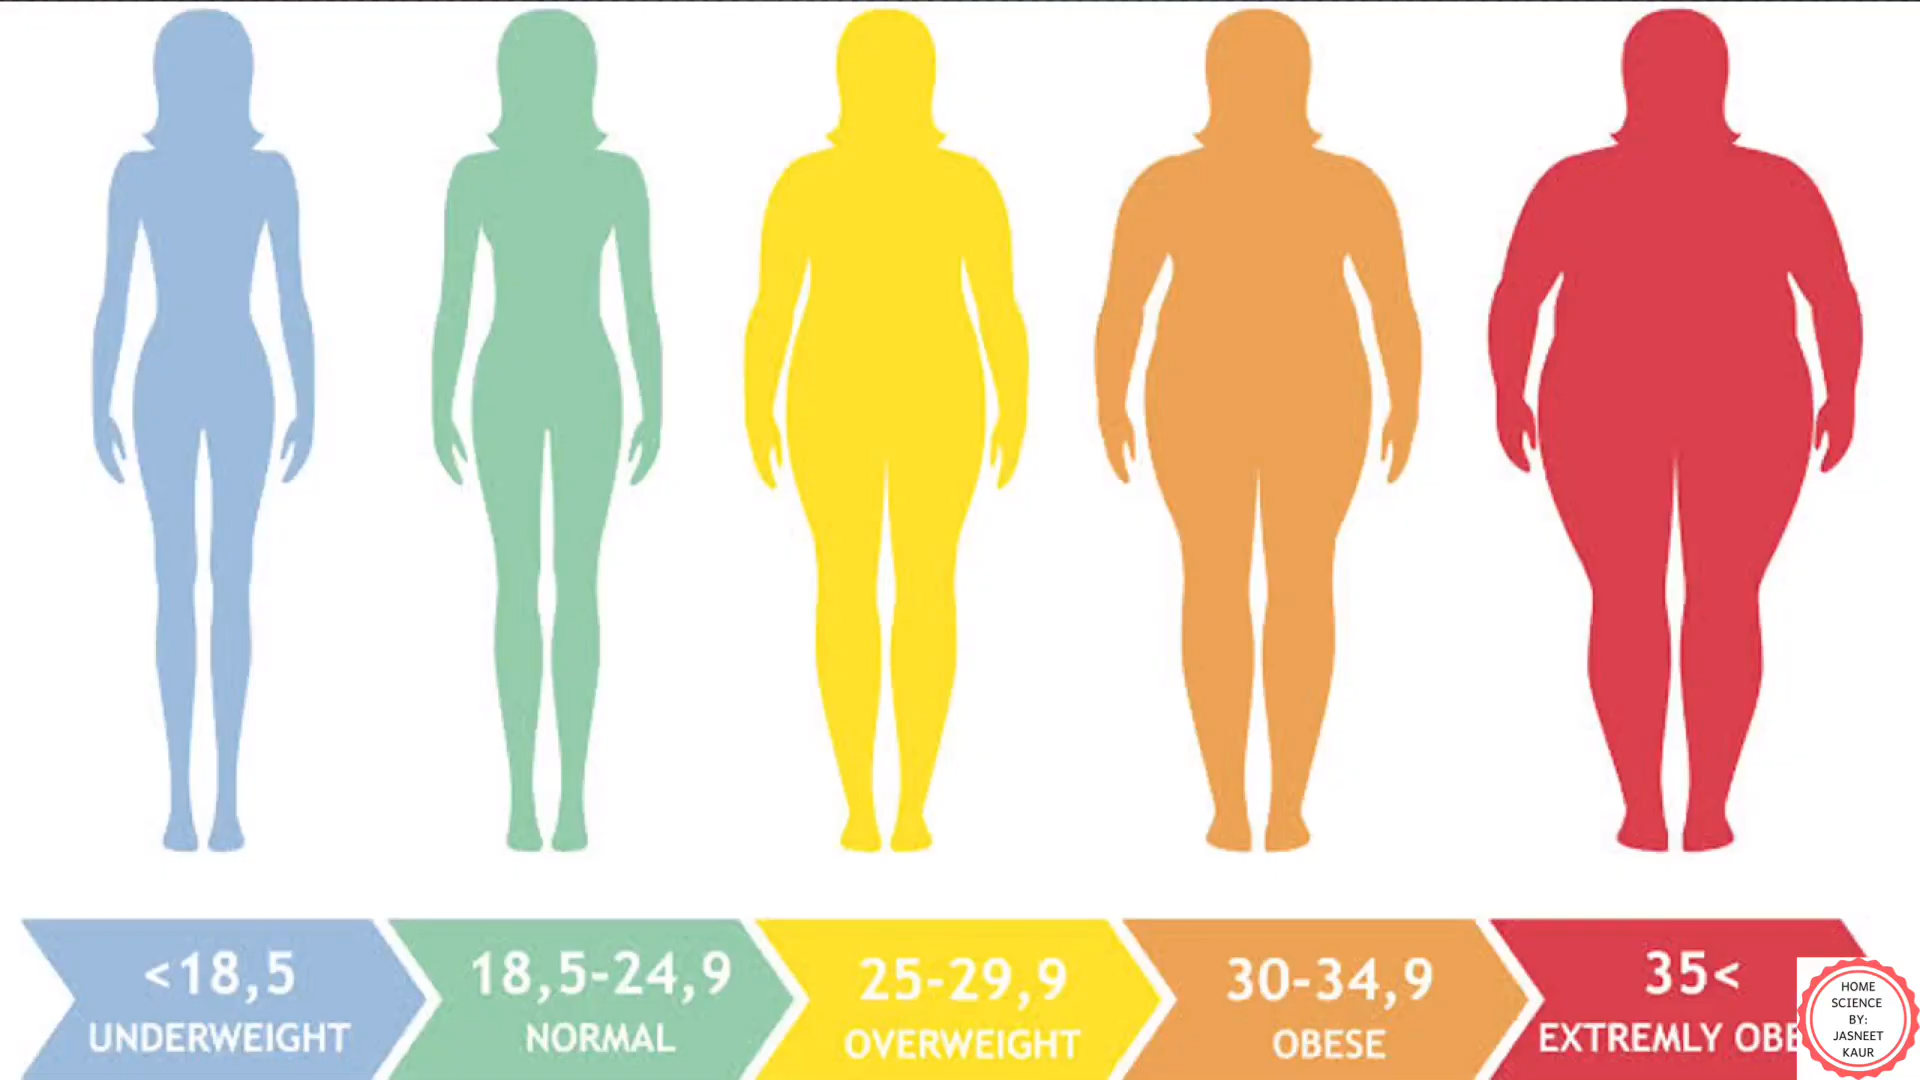 <18,5
UNDERWEIGHT
18,5-24,9
NORMAL
25-29,9
OVERWEIGHT
30-34,9
OBESE
35<
EXTREMLY
HOME
SCIENCE
BY:
JASNEET
KAUR